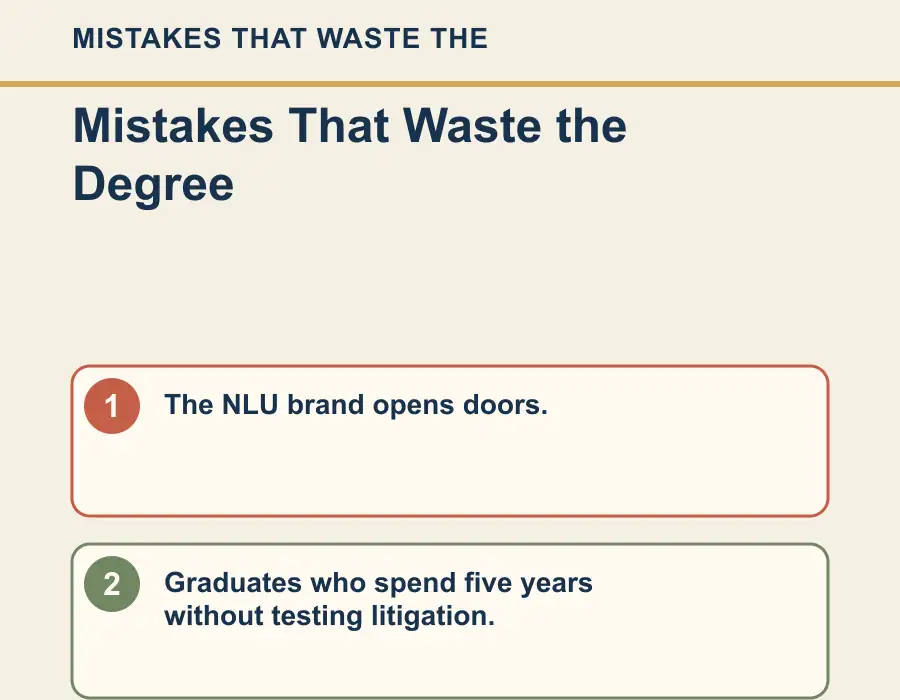 MISTAKES THAT WASTE THE
Mistakes That Waste the
Degree
1
The NLU brand opens doors.
2
Graduates who spend five years
without testing litigation.